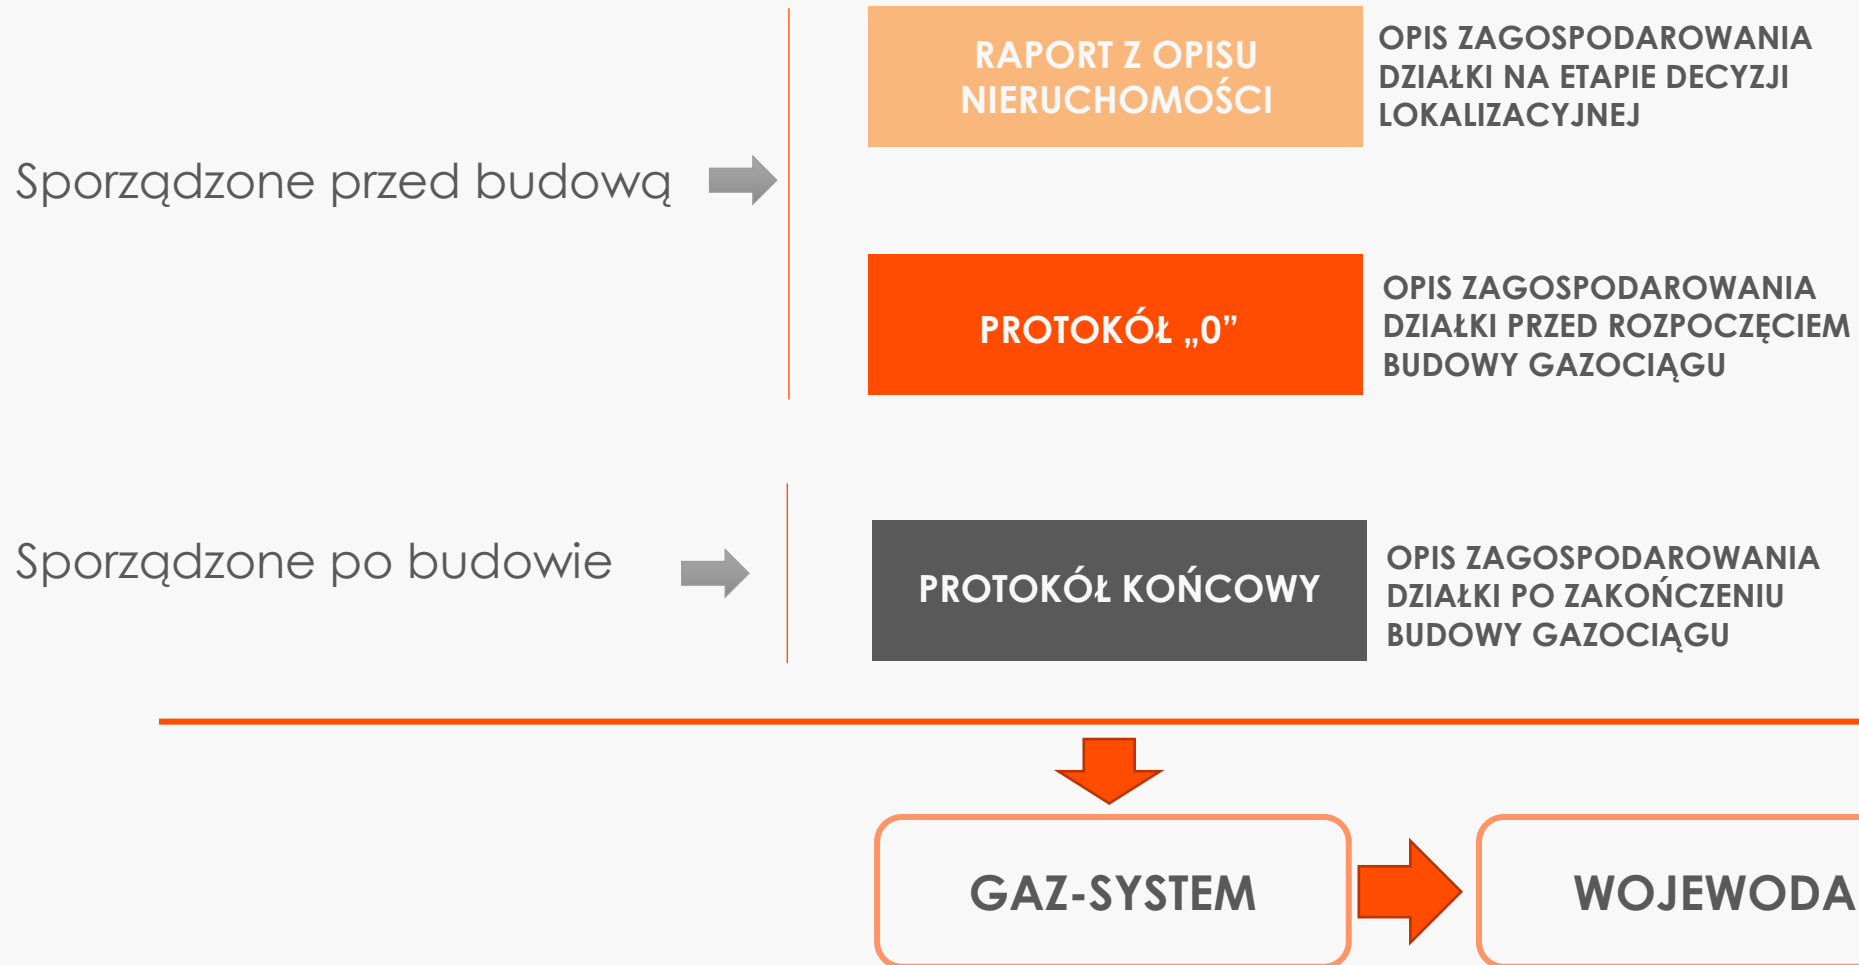 RAPORT Z OPISU
NIERUCHOMOŚCI
OPIS ZAGOSPODAROWANIA
DZIAŁKI NA ETAPIE DECYZJI
LOKALIZACYJNEJ
Sporządzone przed budową
PROTOKÓŁ „0”
OPIS ZAGOSPODAROWANIA
DZIAŁKI PRZED ROZPOCZĘCIEM
BUDOWY GAZOCIĄGU
Sporządzone po budowie
PROTOKÓŁ KOŃCOWY
OPIS ZAGOSPODAROWANIA
DZIAŁKI PO ZAKOŃCZENIU
BUDOWY GAZOCIĄGU
GAZ-SYSTEM
WOJEWODA